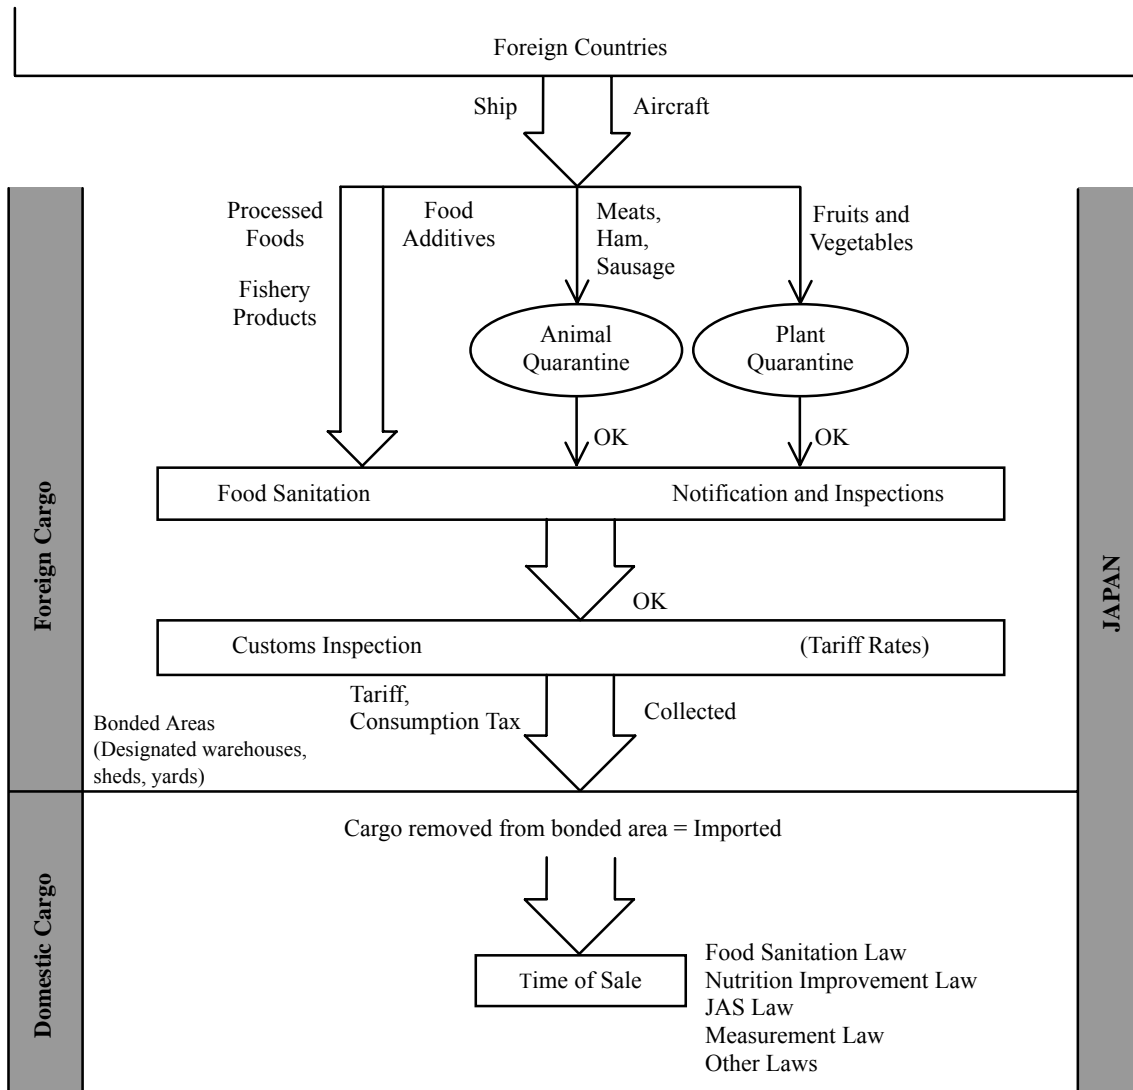 Foreign Countries
Ship
Aircraft
Processed
Foods
Food
Additives
Meats,
Ham,
Sausage
Fruits and
Vegetables
Fishery
Products
Animal
Quarantine
Plant
Quarantine
OK
OK
Food Sanitation
Notification and Inspections
OK
Customs Inspection
(Tariff Rates)
Tariff,
Consumption Tax
Collected
Bonded Areas
(Designated warehouses,
sheds, yards)
Foreign Cargo
JAPAN
Cargo removed from bonded area = Imported
Domestic Cargo
Time of Sale
Food Sanitation Law
Nutrition Improvement Law
JAS Law
Measurement Law
Other Laws